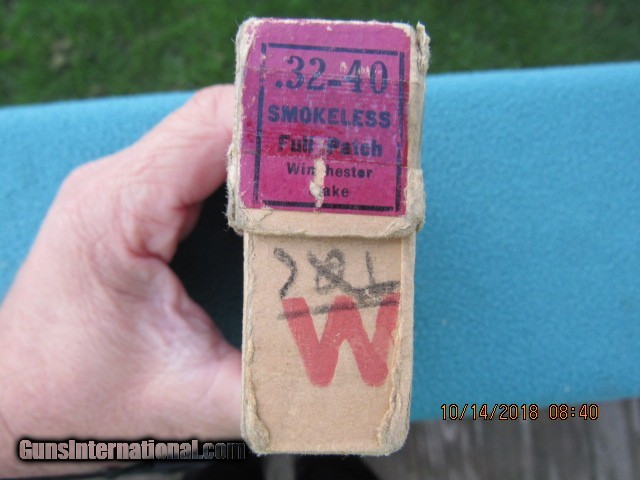 .32-40
SMOKELESS
Full Patch
Winchester
Make
W
10/14/2018 08:40
GunsInternational.com